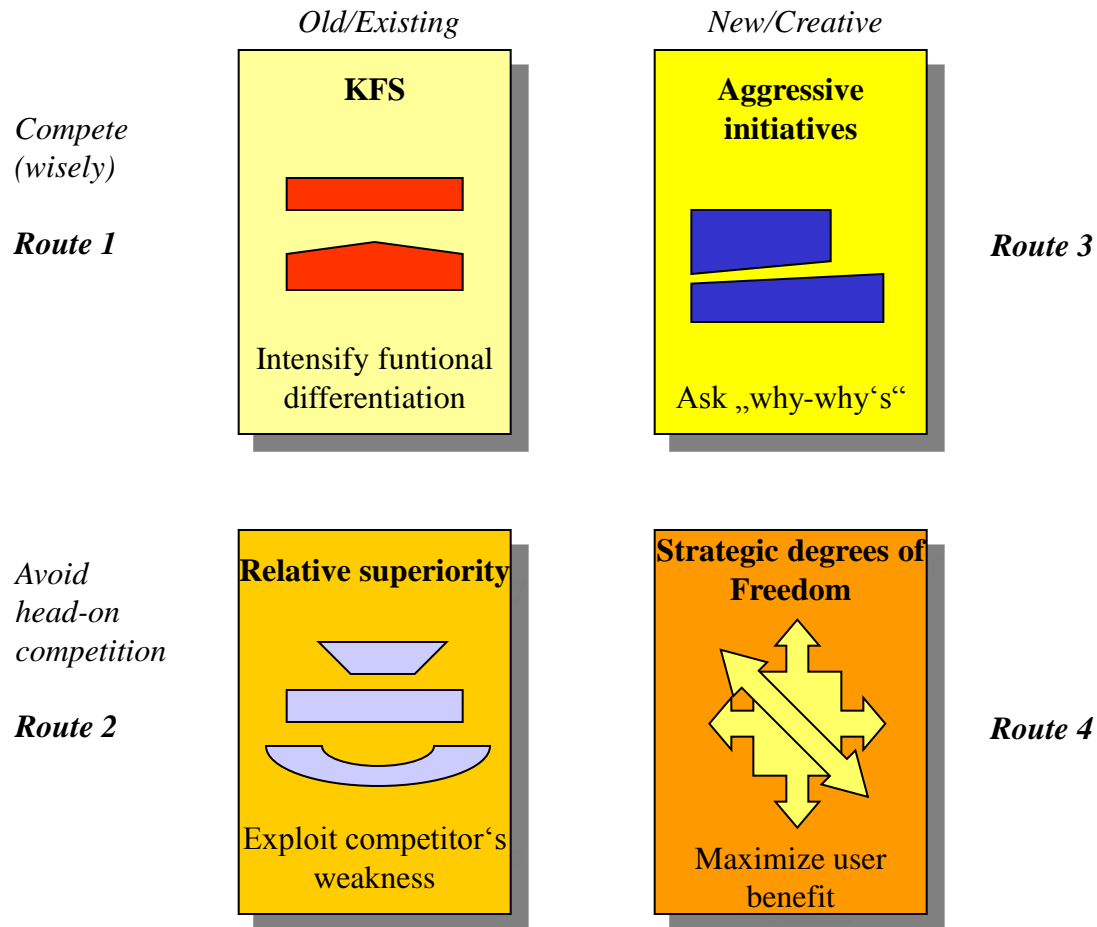 Old/Existing
New/Creative
Compete
(wisely)
Route 1
KFS
Intensify funtional
differentiation
Aggressive
initiatives
Ask „why-why‘s“
Route 3
Avoid
head-on
competition
Route 2
Relative superiority
Exploit competitor‘s
weakness
Strategic degrees of
Freedom
Maximize user
benefit
Route 4